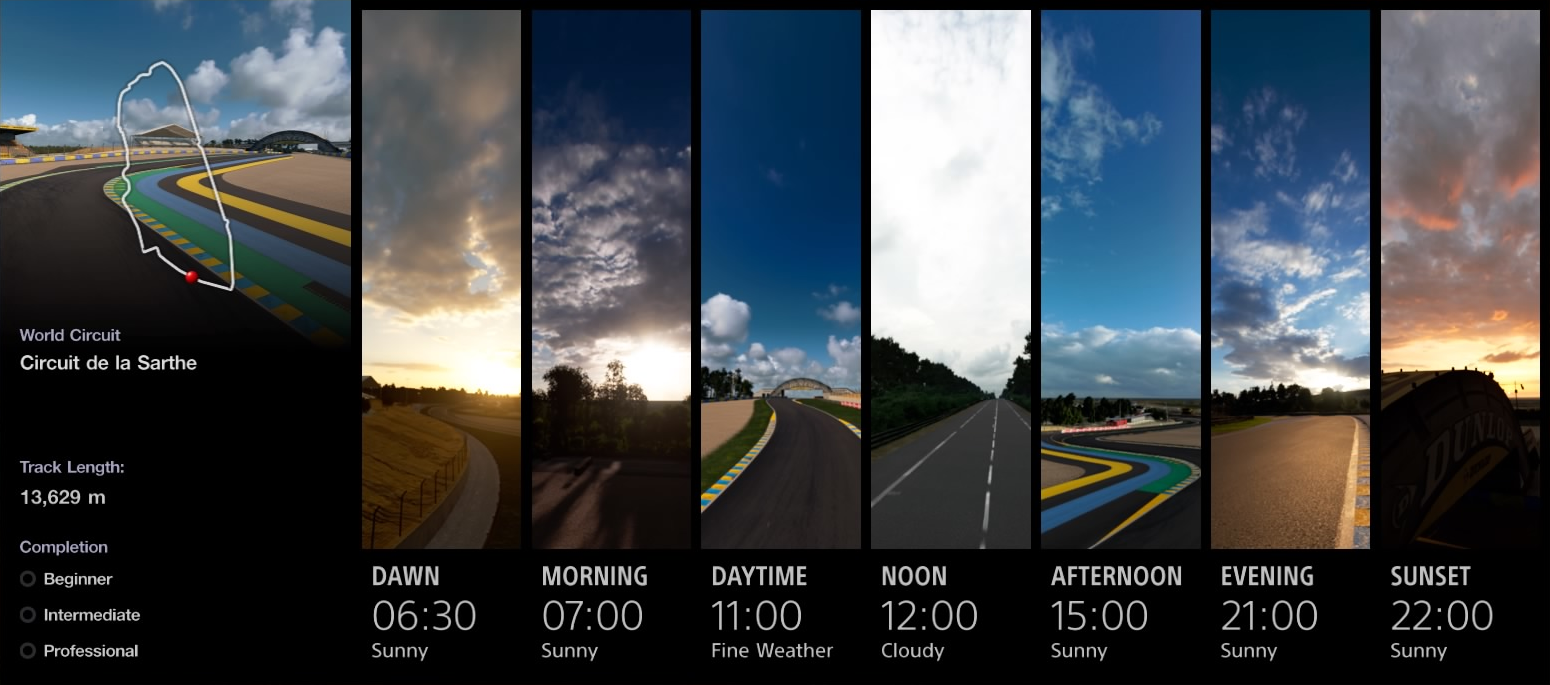 World Circuit
Circuit de la Sarthe
Track Length:
13,629 m
Completion
Beginner
Intermediate
Professional
DUNLOP
DAWN
06:30
Sunny
MORNING
07:00
Sunny
DAYTIME
11:00
Fine Weather
NOON
12:00
Cloudy
AFTERNOON
15:00
Sunny
EVENING
21:00
Sunny
SUNSET
22:00
Sunny